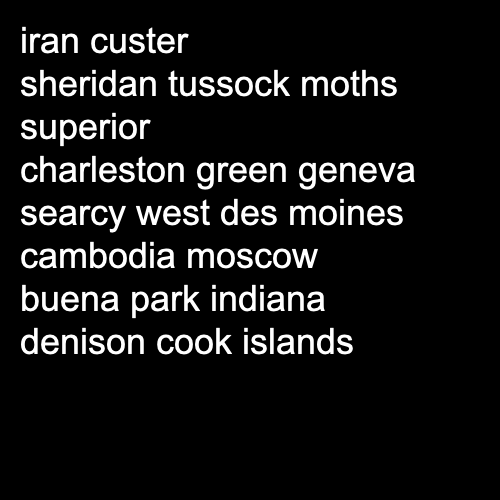 iran custer
sheridan tussock moths
superior
charleston green geneva
searcy west des moines
cambodia moscow
buena park indiana
denison cook islands